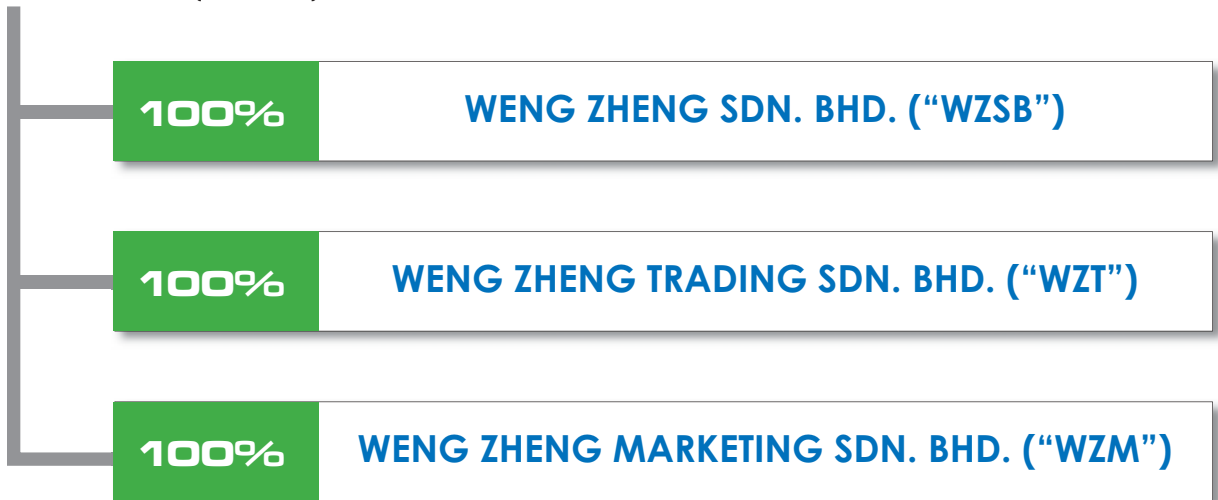 100% WENG ZHENG SDN. BHD. (“WZSB”)
100% WENG ZHENG TRADING SDN. BHD. (“WZT”)
100% WENG ZHENG MARKETING SDN. BHD. (“WZM”)